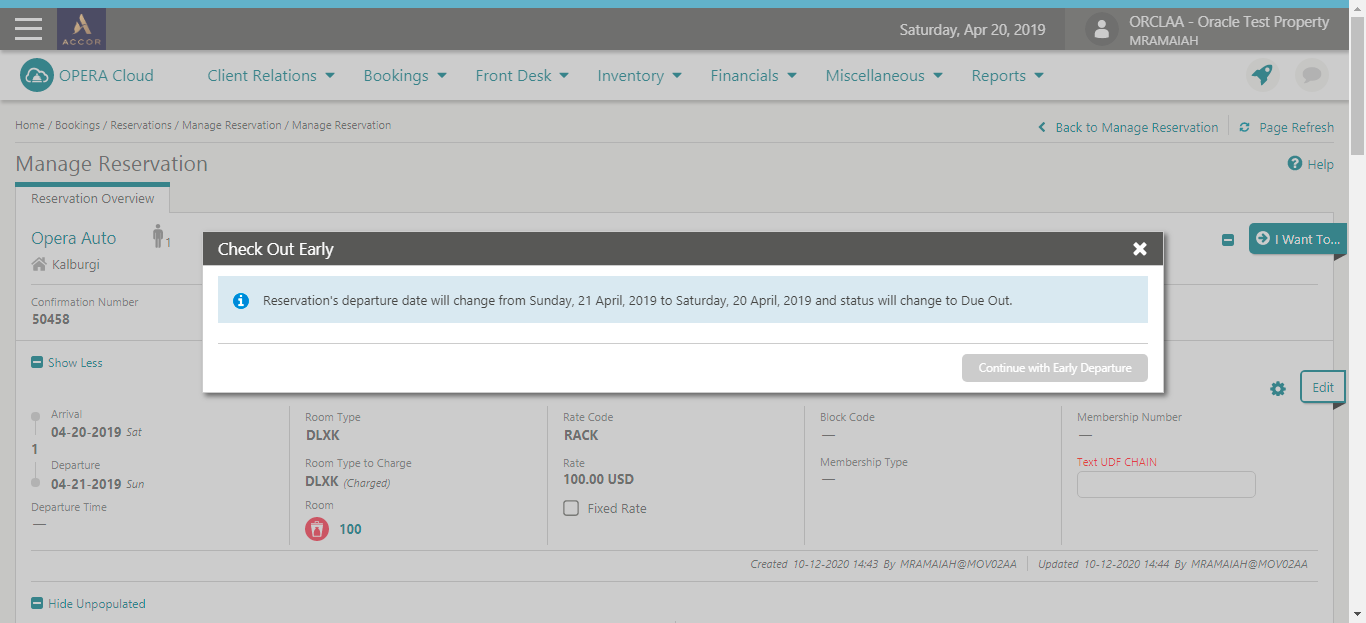 ACCOR
Saturday, Apr 20, 2019
ORCLAA - Oracle Test Property
MRAMAIAH
OPERA Cloud
Client Relations
Bookings
Front Desk
Inventory
Financials
Miscellaneous
Reports
Home / Bookings / Reservations / Manage Reservation / Manage Reservation
Back to Manage Reservation
Page Refresh
Manage Reservation
Help
Reservation Overview
Opera Auto
1
I Want To...
Kalburgi
Confirmation Number
50458
Check Out Early
Reservation's departure date will change from Sunday, 21 April, 2019 to Saturday, 20 April, 2019 and status will change to Due Out.
Continue with Early Departure
Show Less
Edit
Arrival
04-20-2019 Sat
1
Departure
04-21-2019 Sun
Departure Time
—
Room Type
DLXK
Room Type to Charge
DLXK (Charged)
Room
100
Rate Code
RACK
Rate
100.00 USD
Fixed Rate
Block Code
—
Membership Type
—
Membership Number
—
Text UDF CHAIN
Created 10-12-2020 14:43 By MRAMAIAH@MOV02AA
Updated 10-12-2020 14:44 By MRAMAIAH@MOV02AA
Hide Unpopulated